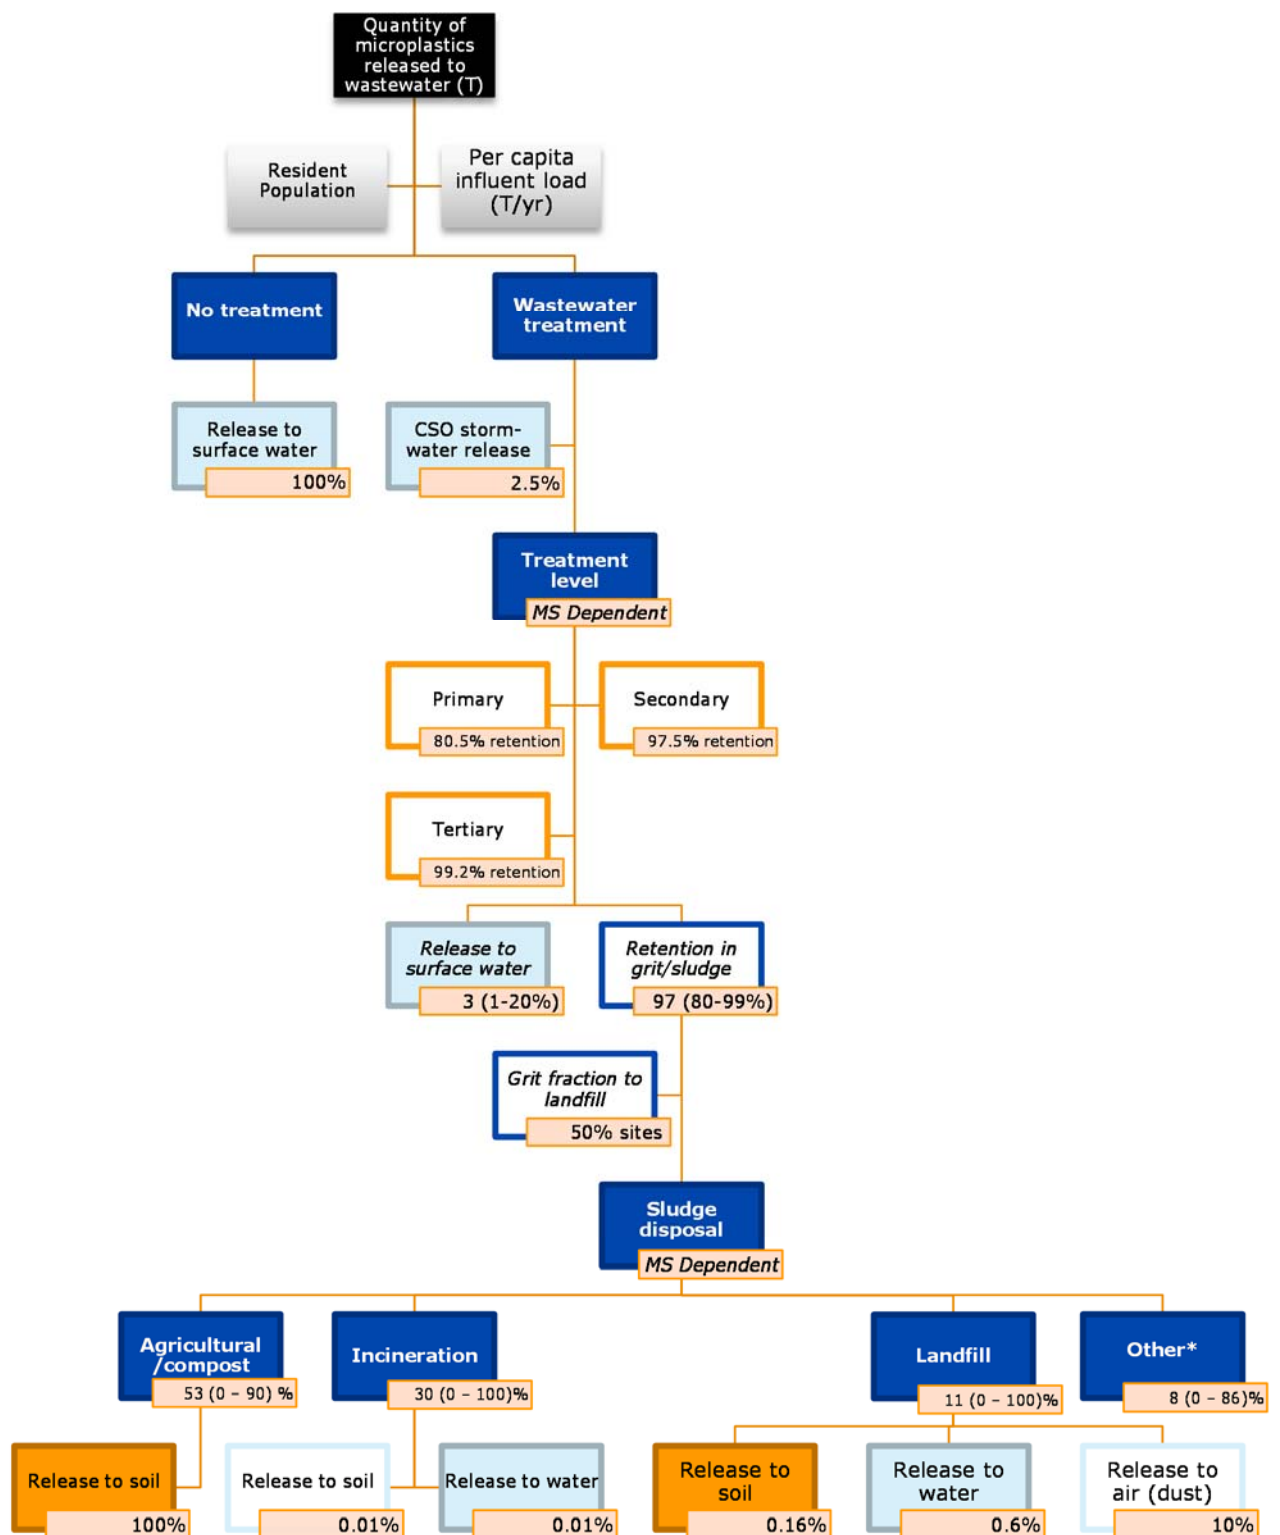 Quantity of
microplastics
released to
wastewater (T)
Resident
Population
Per capita
influent load
(T/yr)
No treatment
Wastewater
treatment
Release to
surface water
100%
CSO storm-
water release
2.5%
Treatment
level
MS Dependent
Primary
80.5% retention
Secondary
97.5% retention
Tertiary
99.2% retention
Release to
surface water
3 (1-20%)
Retention in
grit/sludge
97 (80-99%)
Grit fraction to
landfill
50% sites
Sludge
disposal
MS Dependent
Agricultural
/compost
53 (0 – 90) %
Incineration
30 (0 – 100)%
Landfill
11 (0 – 100)%
Other*
8 (0 – 86)%
Release to soil
100%
Release to soil
0.01%
Release to water
0.01%
Release to
soil
0.16%
Release to
water
0.6%
Release to
air (dust)
10%